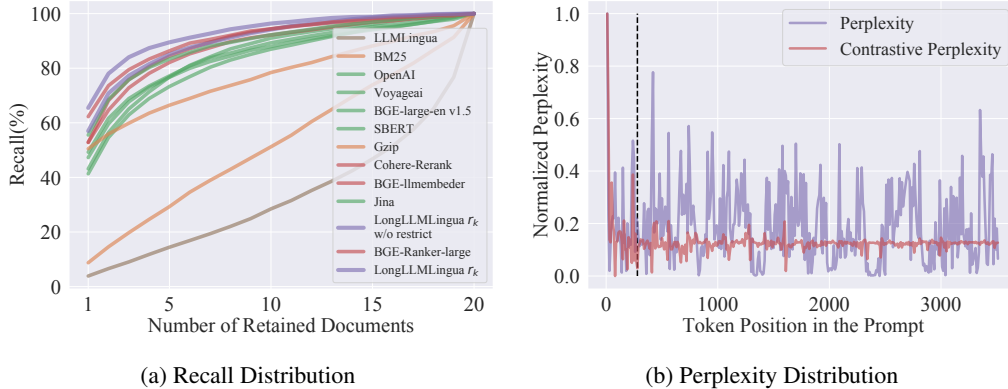 100
80
60
40
20
0
Recall(%)
1
5
10
15
20
Number of Retained Documents
LLMLingua
BM25
OpenAI
Voyageai
BGE-large-en v1.5
SBERT
Gzip
Cohere-Rerank
BGE-llmembeder
Jina
LongLLMLingua r_k
w/o restrict
BGE-Ranker-large
LongLLMLingua r_k
(a) Recall Distribution
1.0
0.8
0.6
0.4
0.2
0.0
Normalized Perplexity
0
1000
2000
3000
Token Position in the Prompt
Perplexity
Contrastive Perplexity
(b) Perplexity Distribution